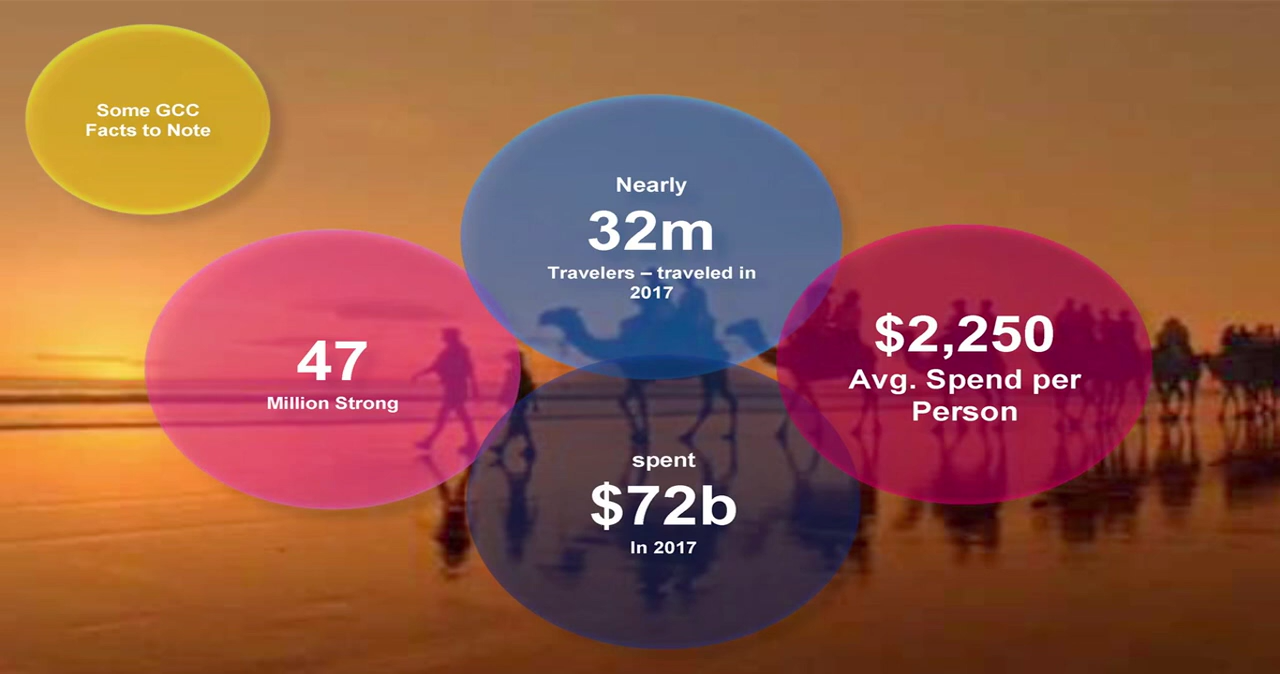 Some GCC
Facts to Note
Nearly
32m
Travelers – traveled in
2017
47
Million Strong
$2,250
Avg. Spend per
Person
spent
$72b
In 2017